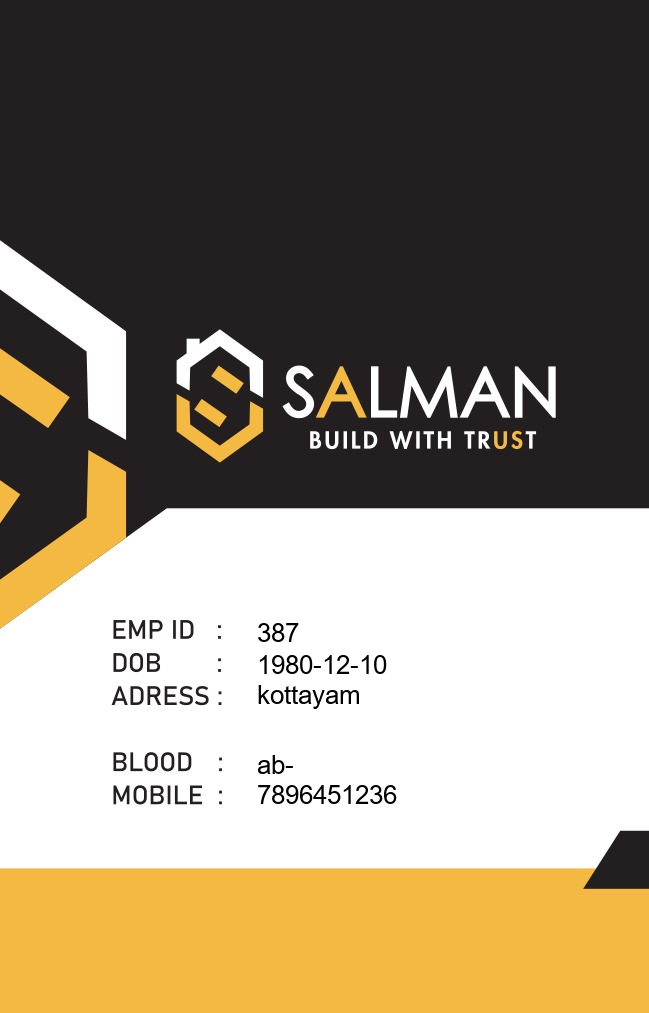 SALMAN
BUILD WITH TRUST
EMP ID : 387
DOB : 1980-12-10
ADRESS : kottayam
BLOOD : ab-
MOBILE : 7896451236